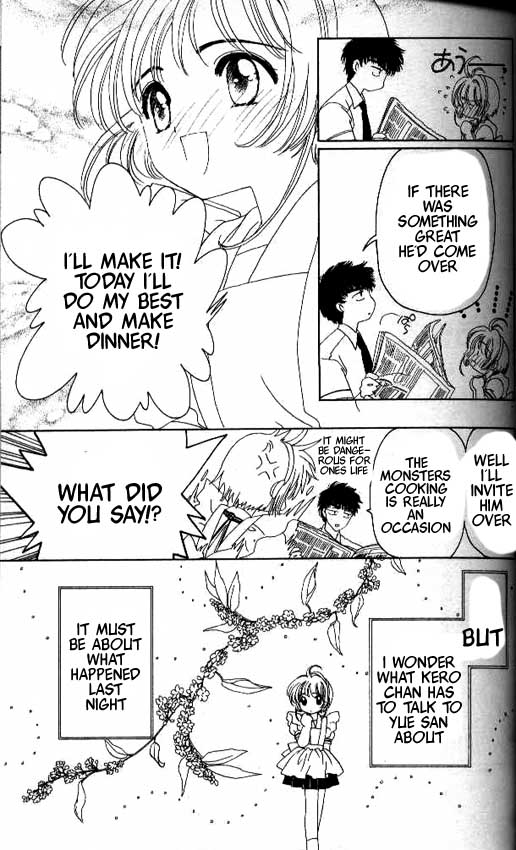 あうー
IF THERE
WAS
SOMETHING
GREAT
HE'D COME
OVER
I'LL MAKE IT!
TODAY I'LL
DO MY BEST
AND MAKE
DINNER!
WELL
I'LL
INVITE
HIM
OVER
THE
MONSTERS
COOKING
IS REALLY
AN
OCCASION
IT MIGHT
BE DANGE-
ROUS FOR
ONES LIFE
WHAT DID
YOU SAY!?
BUT
I WONDER
WHAT KERO
CHAN HAS
TO TALK TO
YUE SAN
ABOUT
IT MUST
BE ABOUT
WHAT
HAPPENED
LAST
NIGHT